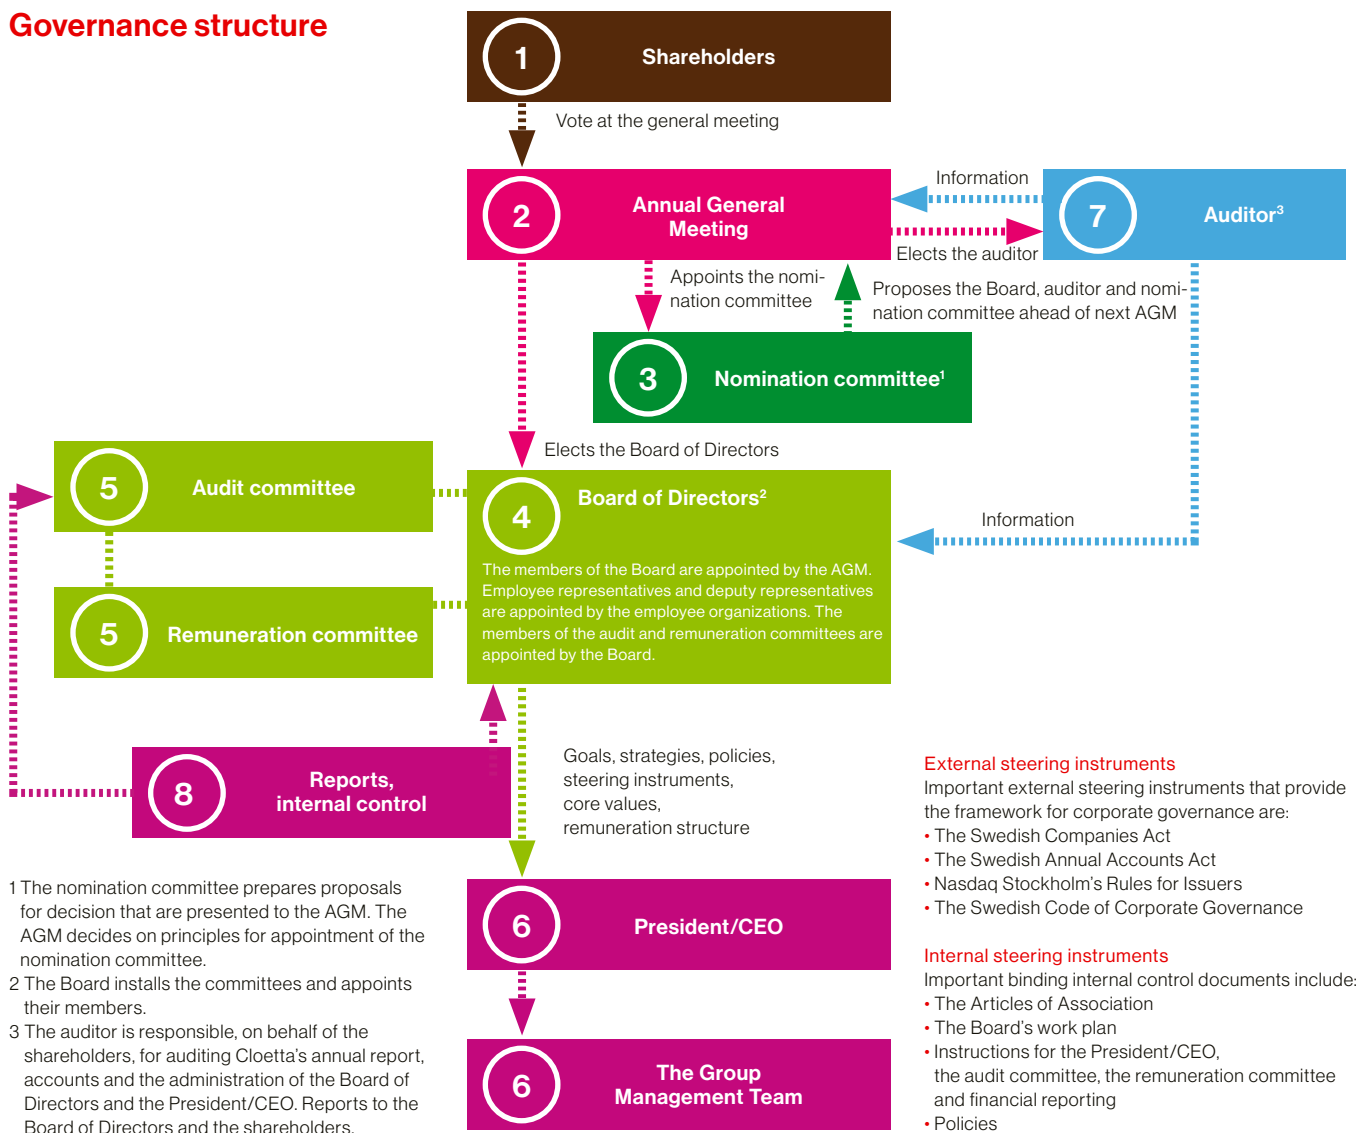 Governance structure
1
Shareholders
Vote at the general meeting
2
Annual General
Meeting
Information
7
Auditor³
Elects the auditor
Appoints the nomi-
nation committee
Proposes the Board, auditor and nomi-
nation committee ahead of next AGM
3
Nomination committee¹
Elects the Board of Directors
5
Audit committee
4
Board of Directors²
The members of the Board are appointed by the AGM.
Employee representatives and deputy representatives
are appointed by the employee organizations. The
members of the audit and remuneration committees are
appointed by the Board.
Information
5
Remuneration committee
8
Reports,
internal control
Goals, strategies, policies,
steering instruments,
core values,
remuneration structure
6
President/CEO
6
The Group
Management Team
1 The nomination committee prepares proposals
for decision that are presented to the AGM. The
AGM decides on principles for appointment of the
nomination committee.
2 The Board installs the committees and appoints
their members.
3 The auditor is responsible, on behalf of the
shareholders, for auditing Cloetta's annual report,
accounts and the administration of the Board of
Directors and the President/CEO. Reports to the
Board of Directors and the shareholders.
External steering instruments
Important external steering instruments that provide
the framework for corporate governance are:
• The Swedish Companies Act
• The Swedish Annual Accounts Act
• Nasdaq Stockholm's Rules for Issuers
• The Swedish Code of Corporate Governance
Internal steering instruments
Important binding internal control documents include:
• The Articles of Association
• The Board's work plan
• Instructions for the President/CEO,
the audit committee, the remuneration committee
and financial reporting
• Policies